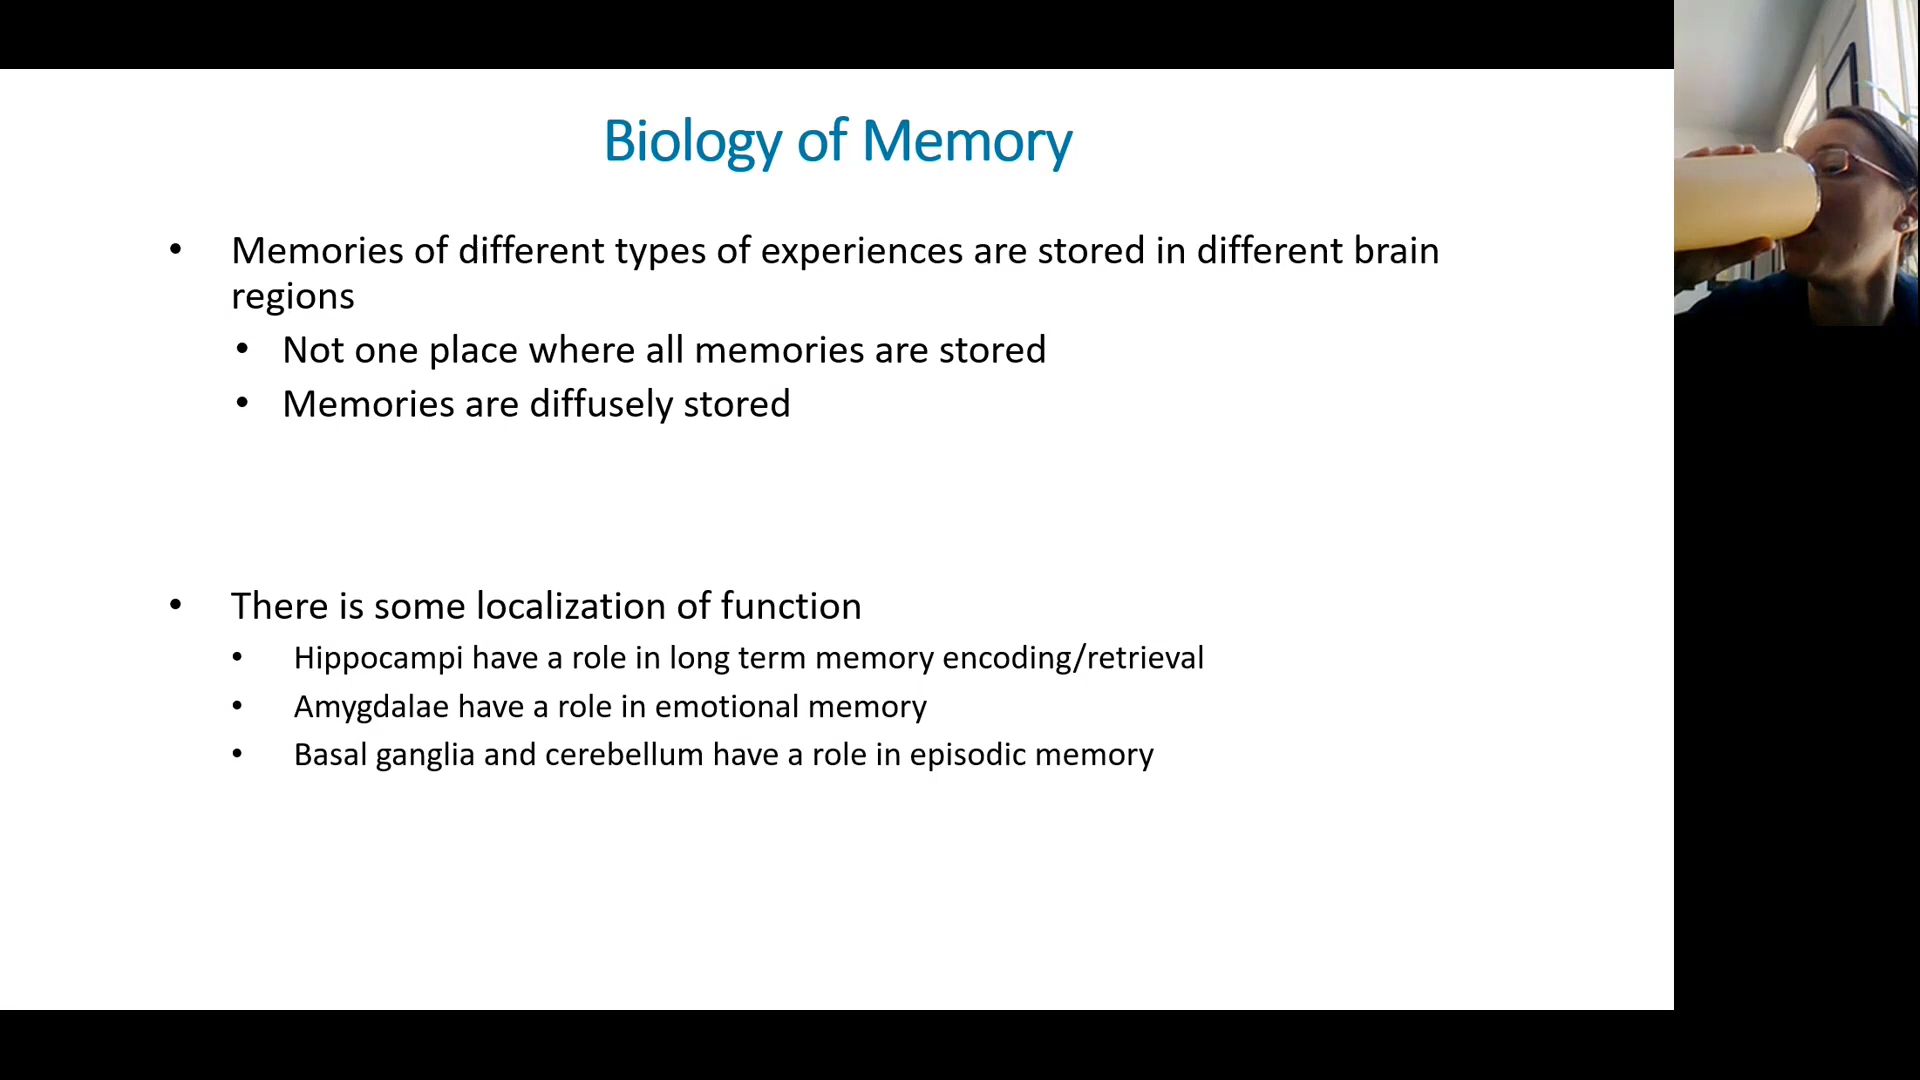 Biology of Memory
• Memories of different types of experiences are stored in different brain
regions
• Not one place where all memories are stored
• Memories are diffusely stored
• There is some localization of function
• Hippocampi have a role in long term memory encoding/retrieval
• Amygdalae have a role in emotional memory
• Basal ganglia and cerebellum have a role in episodic memory